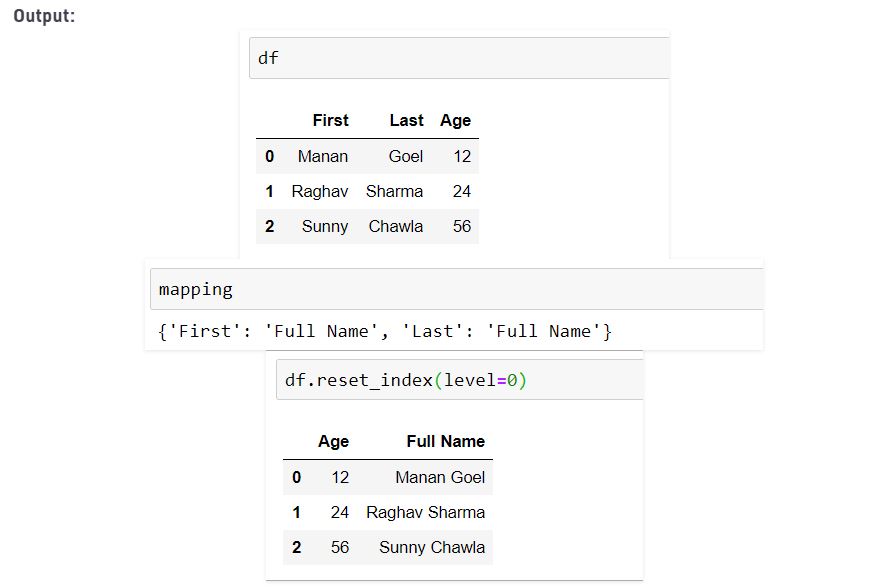 Output:
df
First Last Age
0 Manan Goel 12
1 Raghav Sharma 24
2 Sunny Chawla 56
mapping
{'First': 'Full Name', 'Last': 'Full Name'}
df.reset_index(level=0)
Age Full Name
0 12 Manan Goel
1 24 Raghav Sharma
2 56 Sunny Chawla